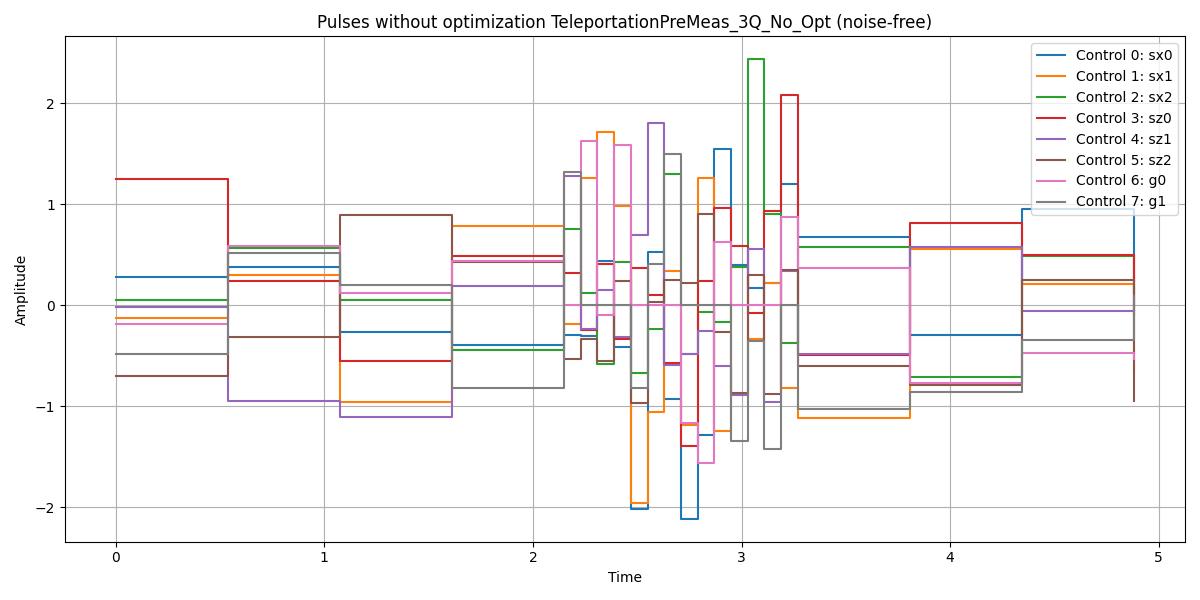 Pulses without optimization TeleportationPreMeas_3Q_No_Opt (noise-free)
Control 0: sx0
Control 1: sx1
Control 2: sx2
Control 3: sz0
Control 4: sz1
Control 5: sz2
Control 6: g0
Control 7: g1
Amplitude
2
1
0
−1
−2
0
1
2
3
4
5
Time